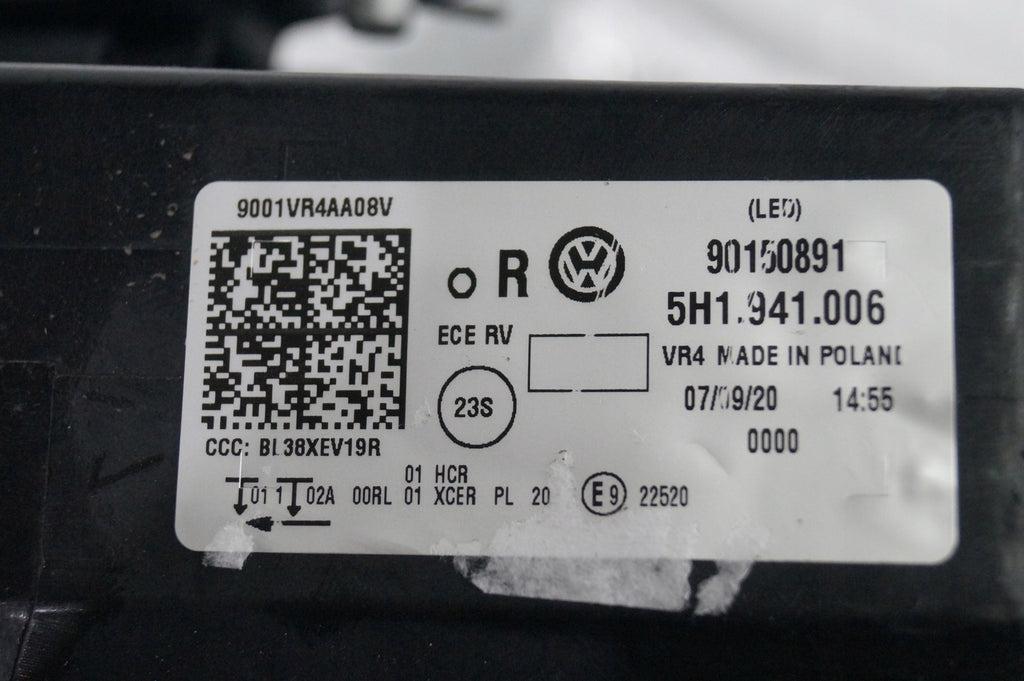 9001VR4AA08V
CCC: BL38XEV19R
o R
ECE RV
23S
(LED)
90150891
5H1.941.006
VR4 MADE IN POLAND
07/09/20 14:55
0000
01 HCR
01 1 02A 00RL 01 XCER PL 20 E9 22520